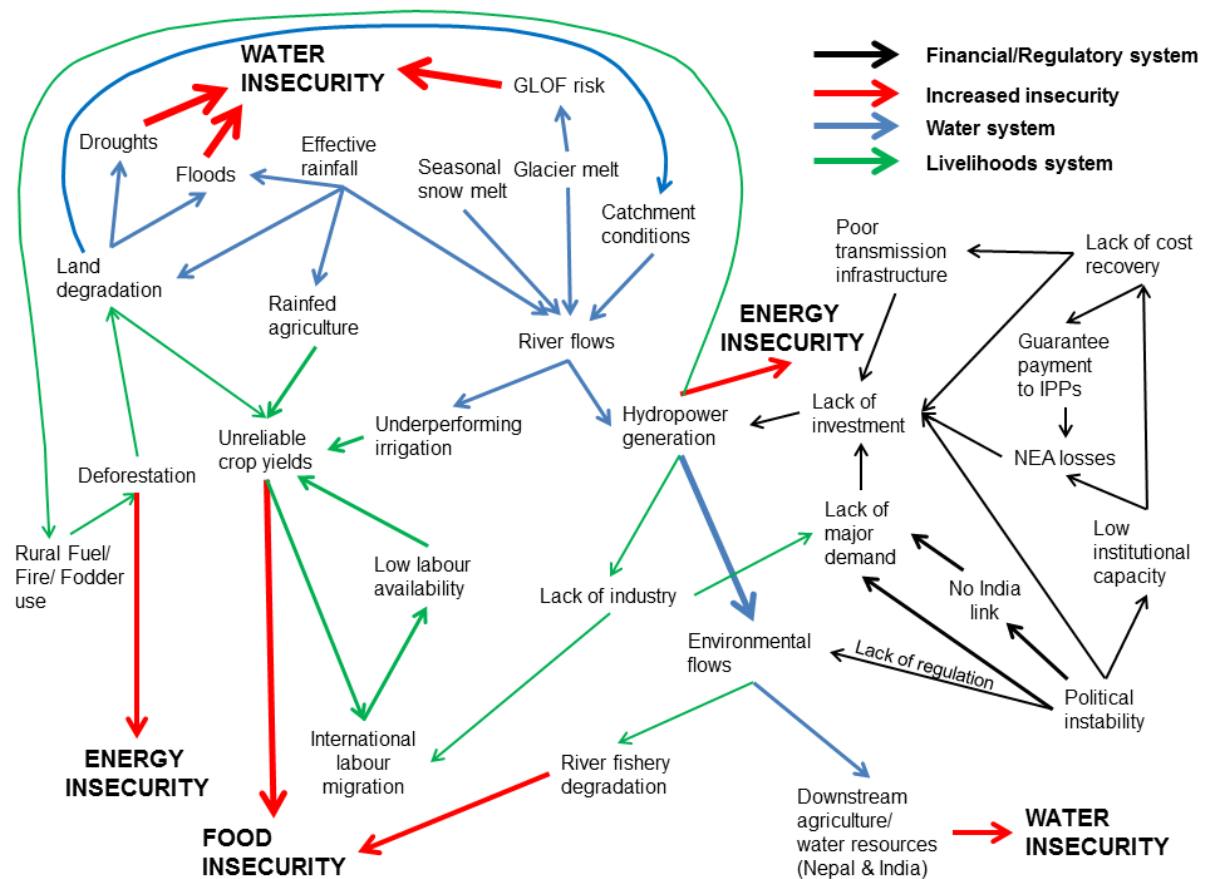 WATER
INSECURITY
GLOF risk
Droughts
Floods
Effective
rainfall
Seasonal
snow melt
Glacier melt
Catchment
conditions
Land
degradation
Rainfed
agriculture
River flows
Financial/Regulatory system
Increased insecurity
Water system
Livelihoods system
Poor
transmission
infrastructure
Lack of cost
recovery
ENERGY
INSECURITY
Guarantee
payment
to IPPs
Hydropower
generation
Lack of
investment
NEA losses
Underperforming
irrigation
Unreliable
crop yields
Deforestation
Rural Fuel/
Fire/ Fodder
use
Low labour
availability
Lack of industry
Lack of
major
demand
Low
institutional
capacity
No India
link
Environmental
flows
Lack of regulation
Political
instability
ENERGY
INSECURITY
International
labour
migration
River fishery
degradation
FOOD
INSECURITY
Downstream
agriculture/
water resources
(Nepal & India)
WATER
INSECURITY